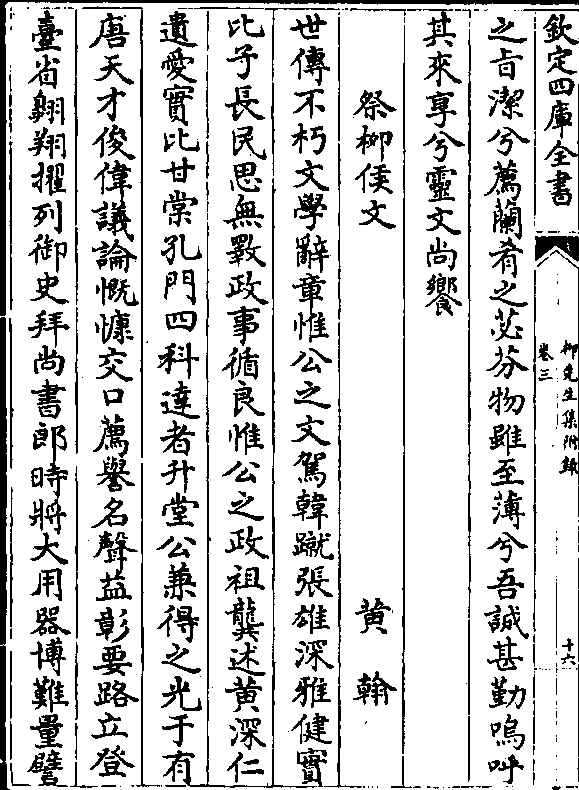 欽定四庫全書
柳先生集附錄
卷三
十六
之旨潔兮薦蘭肴之苾芬物雖至薄兮吾誠甚勤嗚呼
其來享兮靈文尚饗
祭柳侯文 黄翰
世傳不朽文學辭章惟公之文駕韓蹴張雄深雅健實
比子長民思無斁政事循良惟公之政祖龔述黄深仁
遺愛實比甘棠孔門四科達者升堂公兼得之光于有
唐天才俊偉議論慨慷交口薦譽名聲益彰要路立登
臺省翺翔擢列御史拜尚書郎時將大用器博難量譬